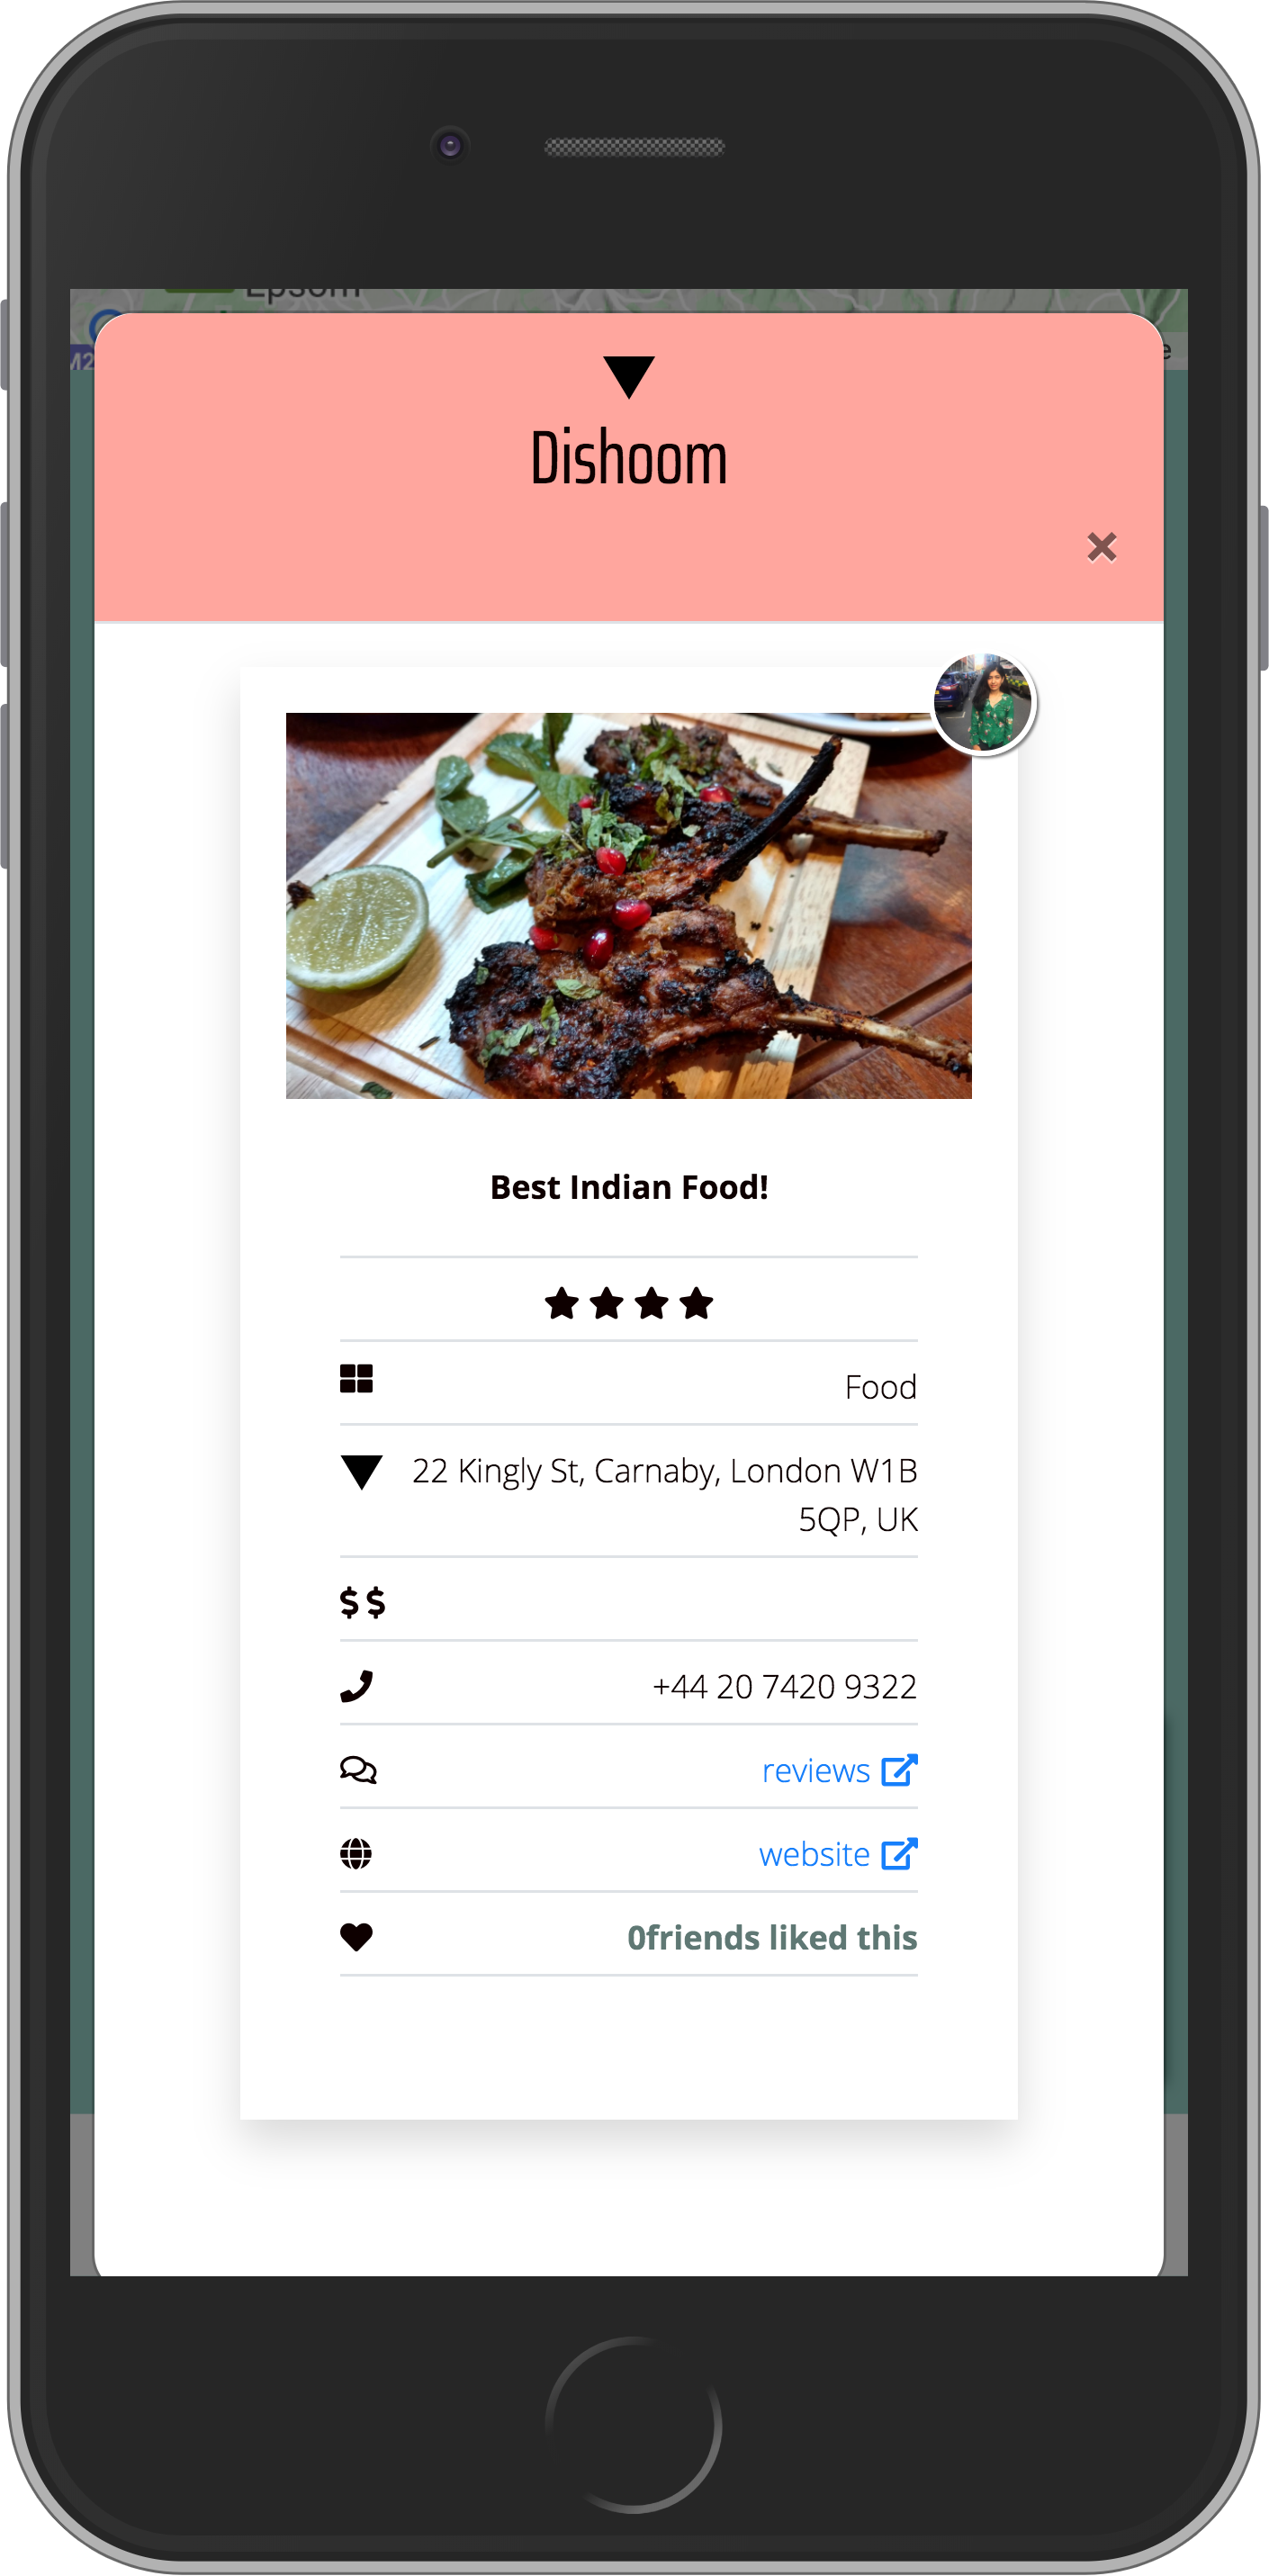 Epsom
M2
e
Dishoom
×
Best Indian Food!
Food
22 Kingly St, Carnaby, London W1B
5QP, UK
$$
+44 20 7420 9322
reviews
website
0friends liked this